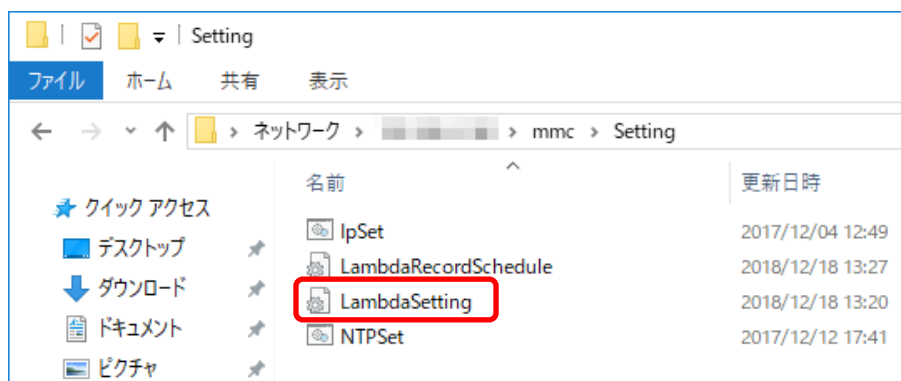 Setting
ファイル ホーム 共有 表示
ネットワーク mmc Setting
名前 更新日時
クイック アクセス
デスクトップ
ダウンロード
ドキュメント
ピクチャ
IpSet 2017/12/04 12:49
LambdaRecordSchedule 2018/12/18 13:27
LambdaSetting 2018/12/18 13:20
NTPSet 2017/12/12 17:41